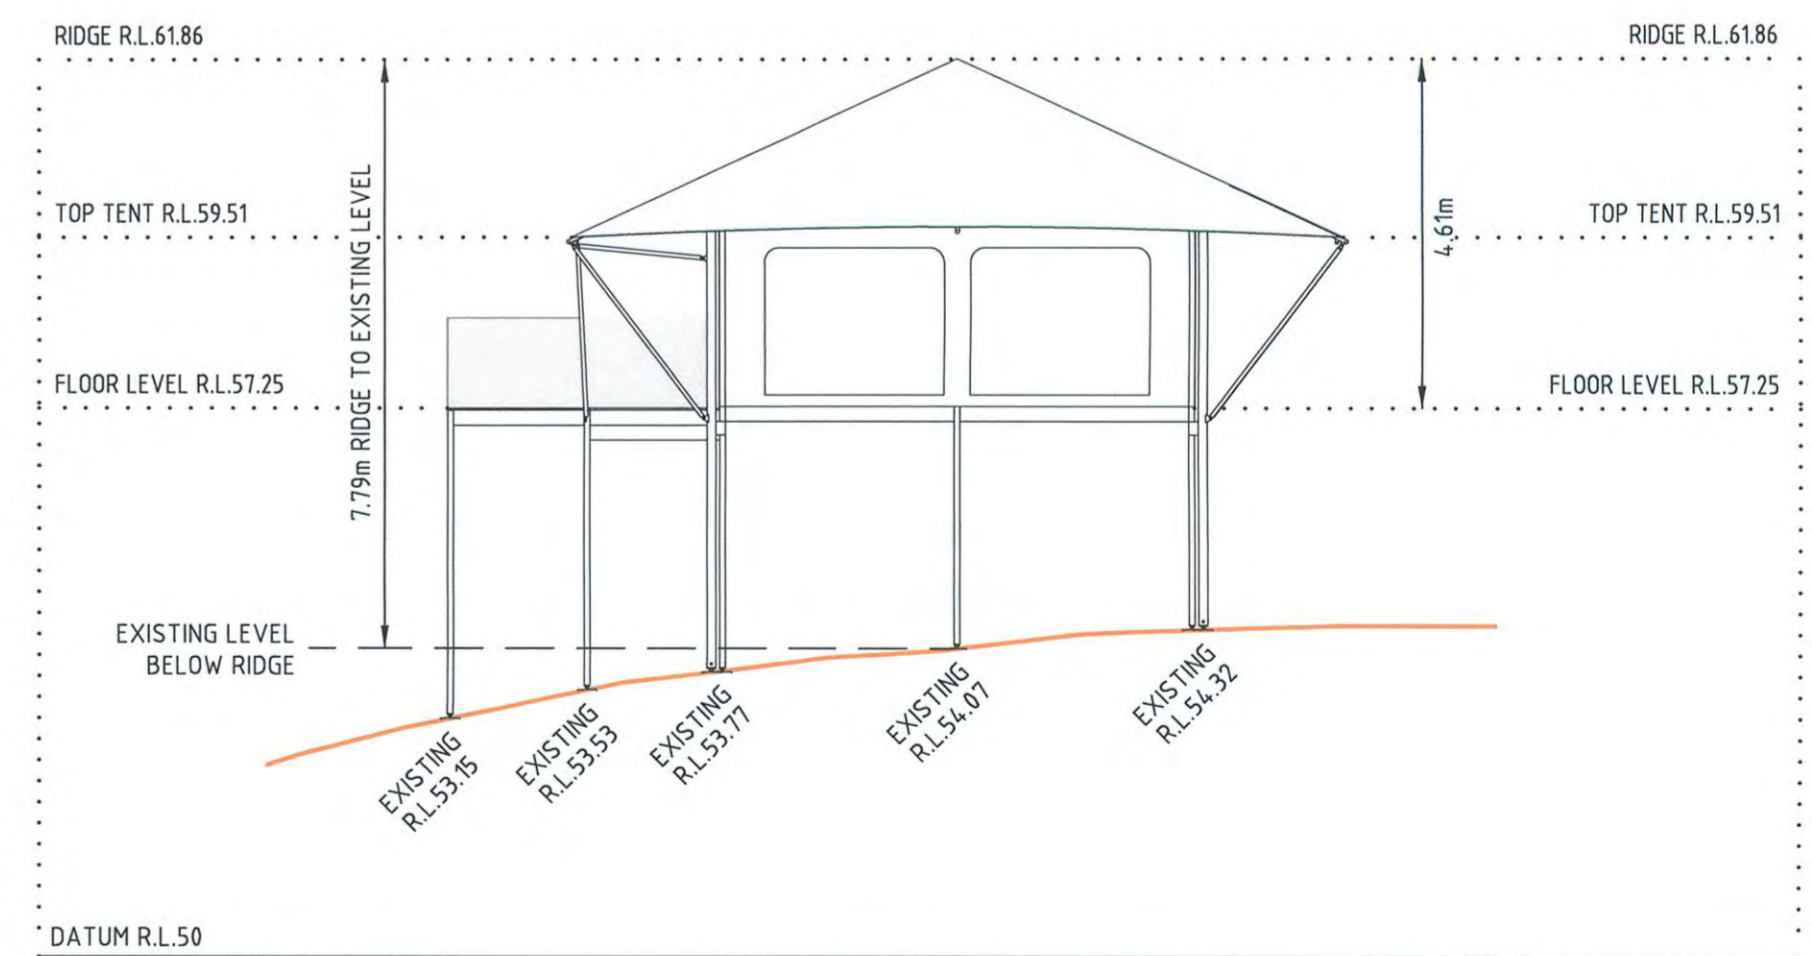 RIDGE R.L.61.86
RIDGE R.L.61.86
7.79m RIDGE TO EXISTING LEVEL
4.61m
TOP TENT R.L.59.51
TOP TENT R.L.59.51
FLOOR LEVEL R.L.57.25
FLOOR LEVEL R.L.57.25
EXISTING LEVEL
BELOW RIDGE
EXISTING
R.L.53.15
EXISTING
R.L.53.53
EXISTING
R.L.53.77
EXISTING
R.L.54.07
EXISTING
R.L.54.32
DATUM R.L.50